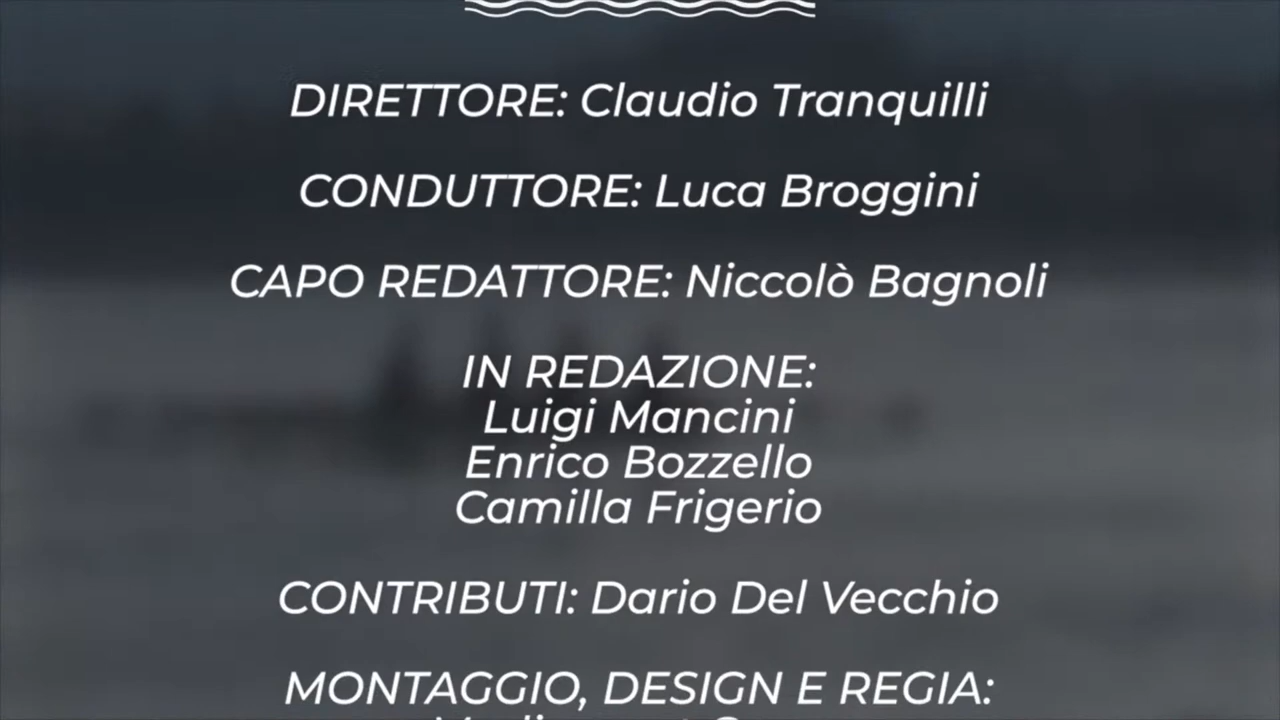 DIRETTORE: Claudio Tranquilli
CONDUTTORE: Luca Broggini
CAPO REDATTORE: Niccolò Bagnoli
IN REDAZIONE:
Luigi Mancini
Enrico Bozzello
Camilla Frigerio
CONTRIBUTI: Dario Del Vecchio
MONTAGGIO, DESIGN E REGIA: